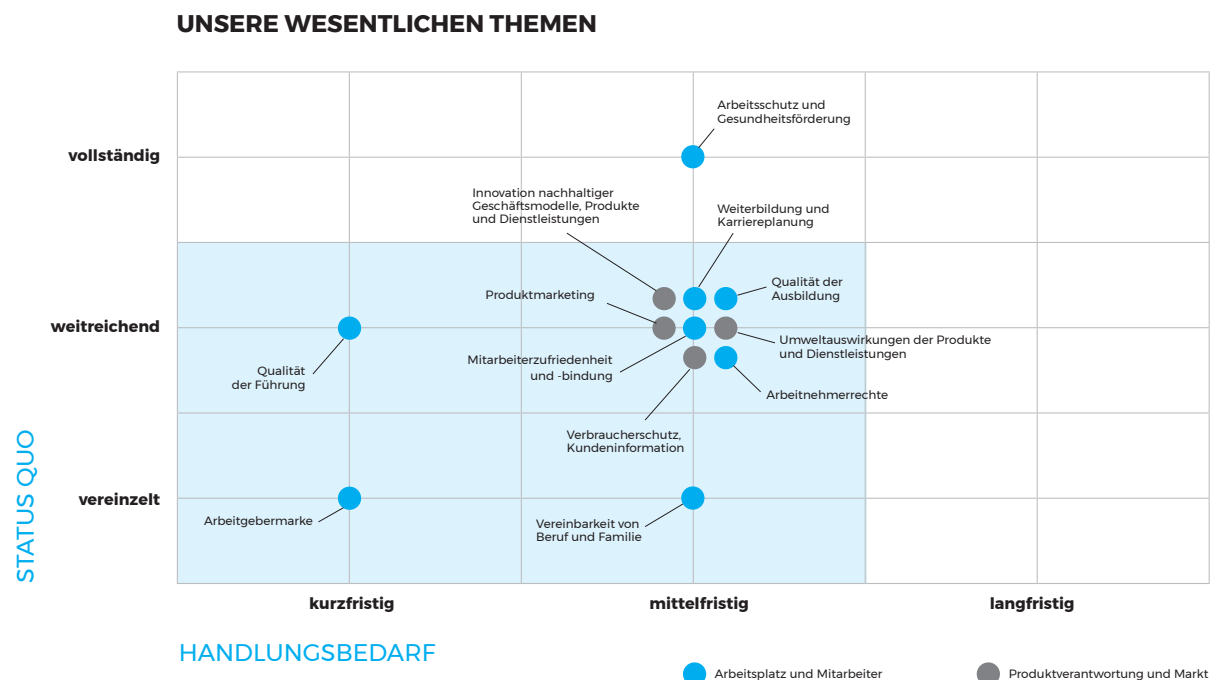 UNSERE WESENTLICHEN THEMEN
Arbeitsschutz und
Gesundheitsförderung
vollständig
Innovation nachhaltiger
Geschäftsmodelle, Produkte
und Dienstleistungen
Weiterbildung und
Karriereplanung
Qualität der
Ausbildung
Produktmarketing
weitreichend
Umweltauswirkungen der Produkte
und Dienstleistungen
Mitarbeiterzufriedenheit
und -bindung
Qualität
der Führung
Arbeitnehmerrechte
Verbraucherschutz,
Kundeninformation
STATUS QUO
vereinzelt
Arbeitgebermarke
Vereinbarkeit von
Beruf und Familie
kurzfristig
mittelfristig
langfristig
HANDLUNGSBEDARF
Arbeitsplatz und Mitarbeiter
Produktverantwortung und Markt